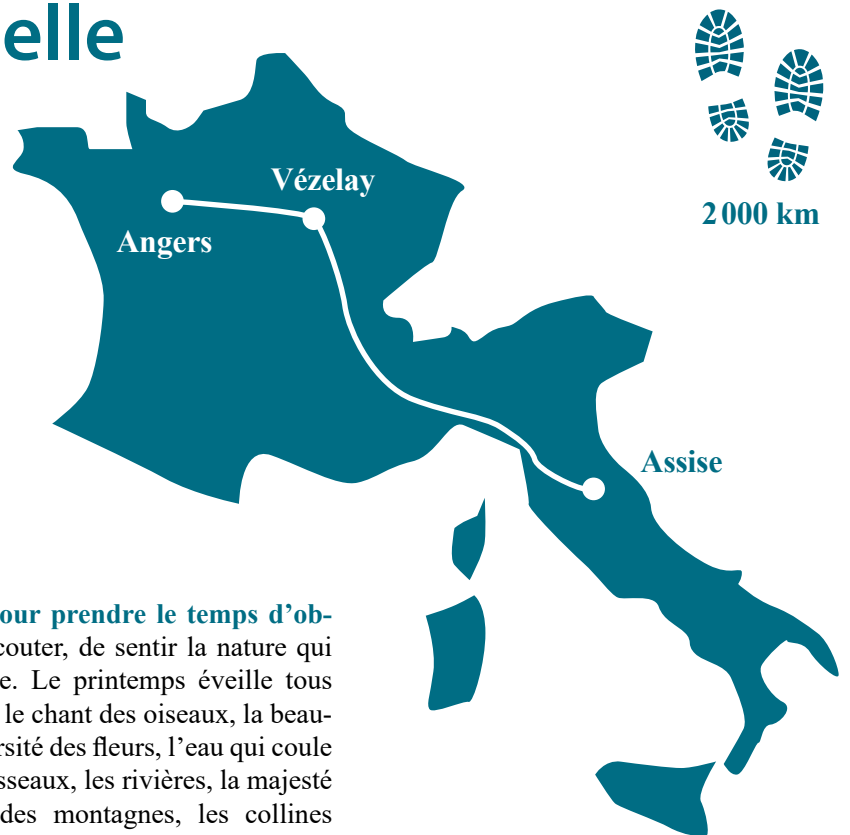 elle
Vézelay
2 000 km
Angers
Assise
our prendre le temps d’ob-
couter, de sentir la nature qui
e. Le printemps éveille tous
le chant des oiseaux, la beau-
rsité des fleurs, l’eau qui coule
sseaux, les rivières, la majesté
des montagnes, les collines